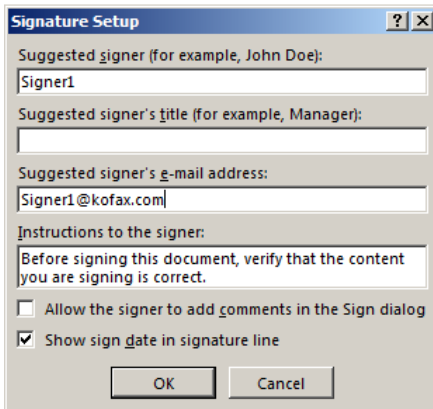 Signature Setup
Suggested signer (for example, John Doe):
Signer1
Suggested signer's title (for example, Manager):
Suggested signer's e-mail address:
Signer1@kofax.com
Instructions to the signer:
Before signing this document, verify that the content
you are signing is correct.
Allow the signer to add comments in the Sign dialog
Show sign date in signature line
OK Cancel